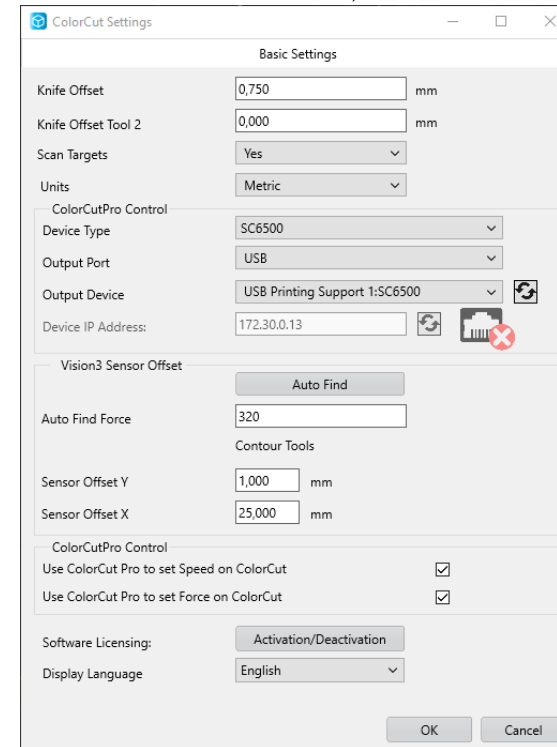 ColorCut Settings
Basic Settings
Knife Offset 0,750 mm
Knife Offset Tool 2 0,000 mm
Scan Targets Yes
Units Metric
ColorCutPro Control
Device Type SC6500
Output Port USB
Output Device USB Printing Support 1:SC6500
Device IP Address: 172.30.0.13
Vision3 Sensor Offset
Auto Find
Auto Find Force 320
Contour Tools
Sensor Offset Y 1,000 mm
Sensor Offset X 25,000 mm
ColorCutPro Control
Use ColorCut Pro to set Speed on ColorCut
Use ColorCut Pro to set Force on ColorCut
Software Licensing: Activation/Deactivation
Display Language English
OK Cancel